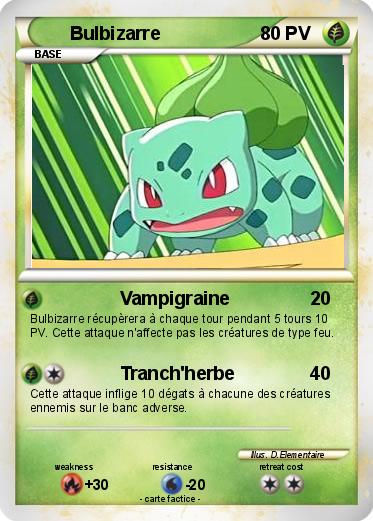 Bulbizarre 80 PV
BASE
Vampigraine 20
Bulbizarre récupèrera à chaque tour pendant 5 tours 10
PV. Cette attaque n'affecte pas les créatures de type feu.
Tranch'herbe 40
Cette attaque inflige 10 dégats à chacune des créatures
ennemis sur le banc adverse.
Illus. D.Elementaire
weakness resistance retreat cost
+30 -20
- carte factice -